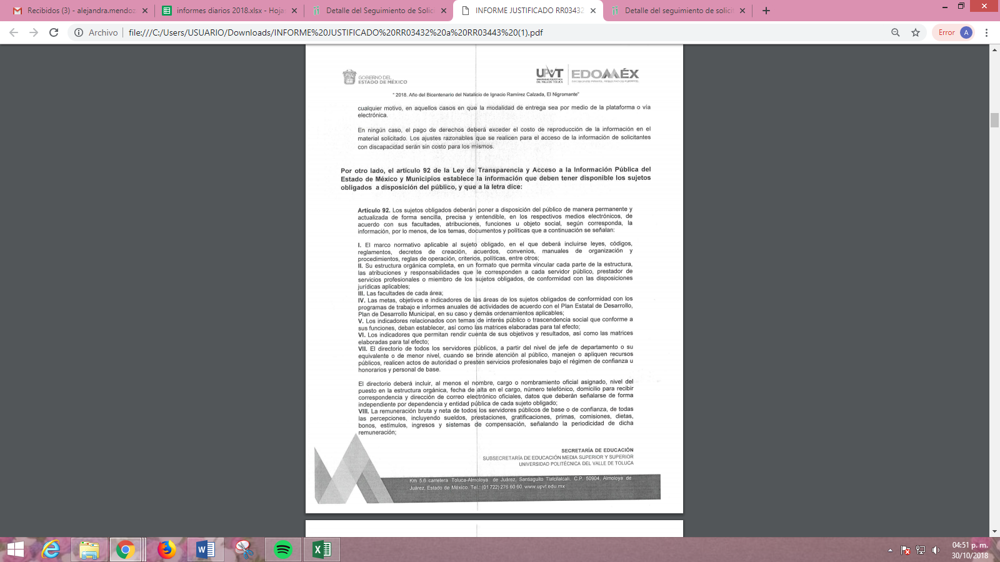 Recibidos (3) - alejandra.mendoz
informes diarios 2018.xlsx - Hoja
Detalle del Seguimiento de Solic
INFORME JUSTIFICADO RR03432
Detalle del seguimiento de solicit
Archivo
file:///C:/Users/USUARIO/Downloads/INFORME%20JUSTIFICADO%20RR03432%20a%20RR03443%20(1).pdf
Error A
GOBIERNO DEL
ESTADO DE MÉXICO
UPVT
UNIVERSIDAD POLITÉCNICA
DEL VALLE DE TOLUCA
EDOMÉX
DECISIONES FIRMES, RESULTADOS FUERTES.
" 2018. Año del Bicentenario del Natalicio de Ignacio Ramírez Calzada, El Nigromante"
cualquier motivo, en aquellos casos en que la modalidad de entrega sea por medio de la plataforma o vía
electrónica.
En ningún caso, el pago de derechos deberá exceder el costo de reproducción de la información en el
material solicitado. Los ajustes razonables que se realicen para el acceso de la información de solicitantes
con discapacidad serán sin costo para los mismos.
Por otro lado, el artículo 92 de la Ley de Transparencia y Acceso a la Información Pública del
Estado de México y Municipios establece la información que deben tener disponible los sujetos
obligados a disposición del público, y que a la letra dice:
Artículo 92. Los sujetos obligados deberán poner a disposición del público de manera permanente y
actualizada de forma sencilla, precisa y entendible, en los respectivos medios electrónicos, de
acuerdo con sus facultades, atribuciones, funciones u objeto social, según corresponda, la
información, por lo menos, de los temas, documentos y políticas que a continuación se señalan:
I. El marco normativo aplicable al sujeto obligado, en el que deberá incluirse leyes, códigos,
reglamentos, decretos de creación, acuerdos, convenios, manuales de organización y
procedimientos, reglas de operación, criterios, políticas, entre otros;
II. Su estructura orgánica completa, en un formato que permita vincular cada parte de la estructura,
las atribuciones y responsabilidades que le corresponden a cada servidor público, prestador de
servicios profesionales o miembro de los sujetos obligados, de conformidad con las disposiciones
jurídicas aplicables;
III. Las facultades de cada área;
IV. Las metas, objetivos e indicadores de las áreas de los sujetos obligados de conformidad con los
programas de trabajo e informes anuales de actividades de acuerdo con el Plan Estatal de Desarrollo,
Plan de Desarrollo Municipal, en su caso y demás ordenamientos aplicables;
V. Los indicadores relacionados con temas de interés público o trascendencia social que conforme a
sus funciones, deban establecer, así como las matrices elaboradas para tal efecto;
VI. Los indicadores que permitan rendir cuenta de sus objetivos y resultados, así como las matrices
elaboradas para tal efecto;
VII. El directorio de todos los servidores públicos, a partir del nivel de jefe de departamento o su
equivalente o de menor nivel, cuando se brinde atención al público, manejen o apliquen recursos
públicos, realicen actos de autoridad o presten servicios profesionales bajo el régimen de confianza u
honorarios y personal de base.
El directorio deberá incluir, al menos el nombre, cargo o nombramiento oficial asignado, nivel del
puesto en la estructura orgánica, fecha de alta en el cargo, número telefónico, domicilio para recibir
correspondencia y dirección de correo electrónico oficiales, datos que deberán señalarse de forma
independiente por dependencia y entidad pública de cada sujeto obligado;
VIII. La remuneración bruta y neta de todos los servidores públicos de base o de confianza, de todas
las percepciones, incluyendo sueldos, prestaciones, gratificaciones, primas, comisiones, dietas,
bonos, estímulos, ingresos y sistemas de compensación, señalando la periodicidad de dicha
remuneración;
SECRETARÍA DE EDUCACIÓN
SUBSECRETARÍA DE EDUCACIÓN MEDIA SUPERIOR Y SUPERIOR
UNIVERSIDAD POLITÉCNICA DEL VALLE DE TOLUCA
Km 5.6 carretera Toluca-Almoloya de Juárez, Santiaguito Tlalcilalcali. C.P. 50904, Almoloya de
Juárez, Estado de México. Tel.: (01 722) 276 60 60. www.upvt.edu.mx
04:51 p. m.
30/10/2018